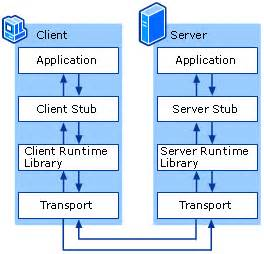 Client
Application
Client Stub
Client Runtime
Library
Transport
Server
Application
Server Stub
Server Runtime
Library
Transport